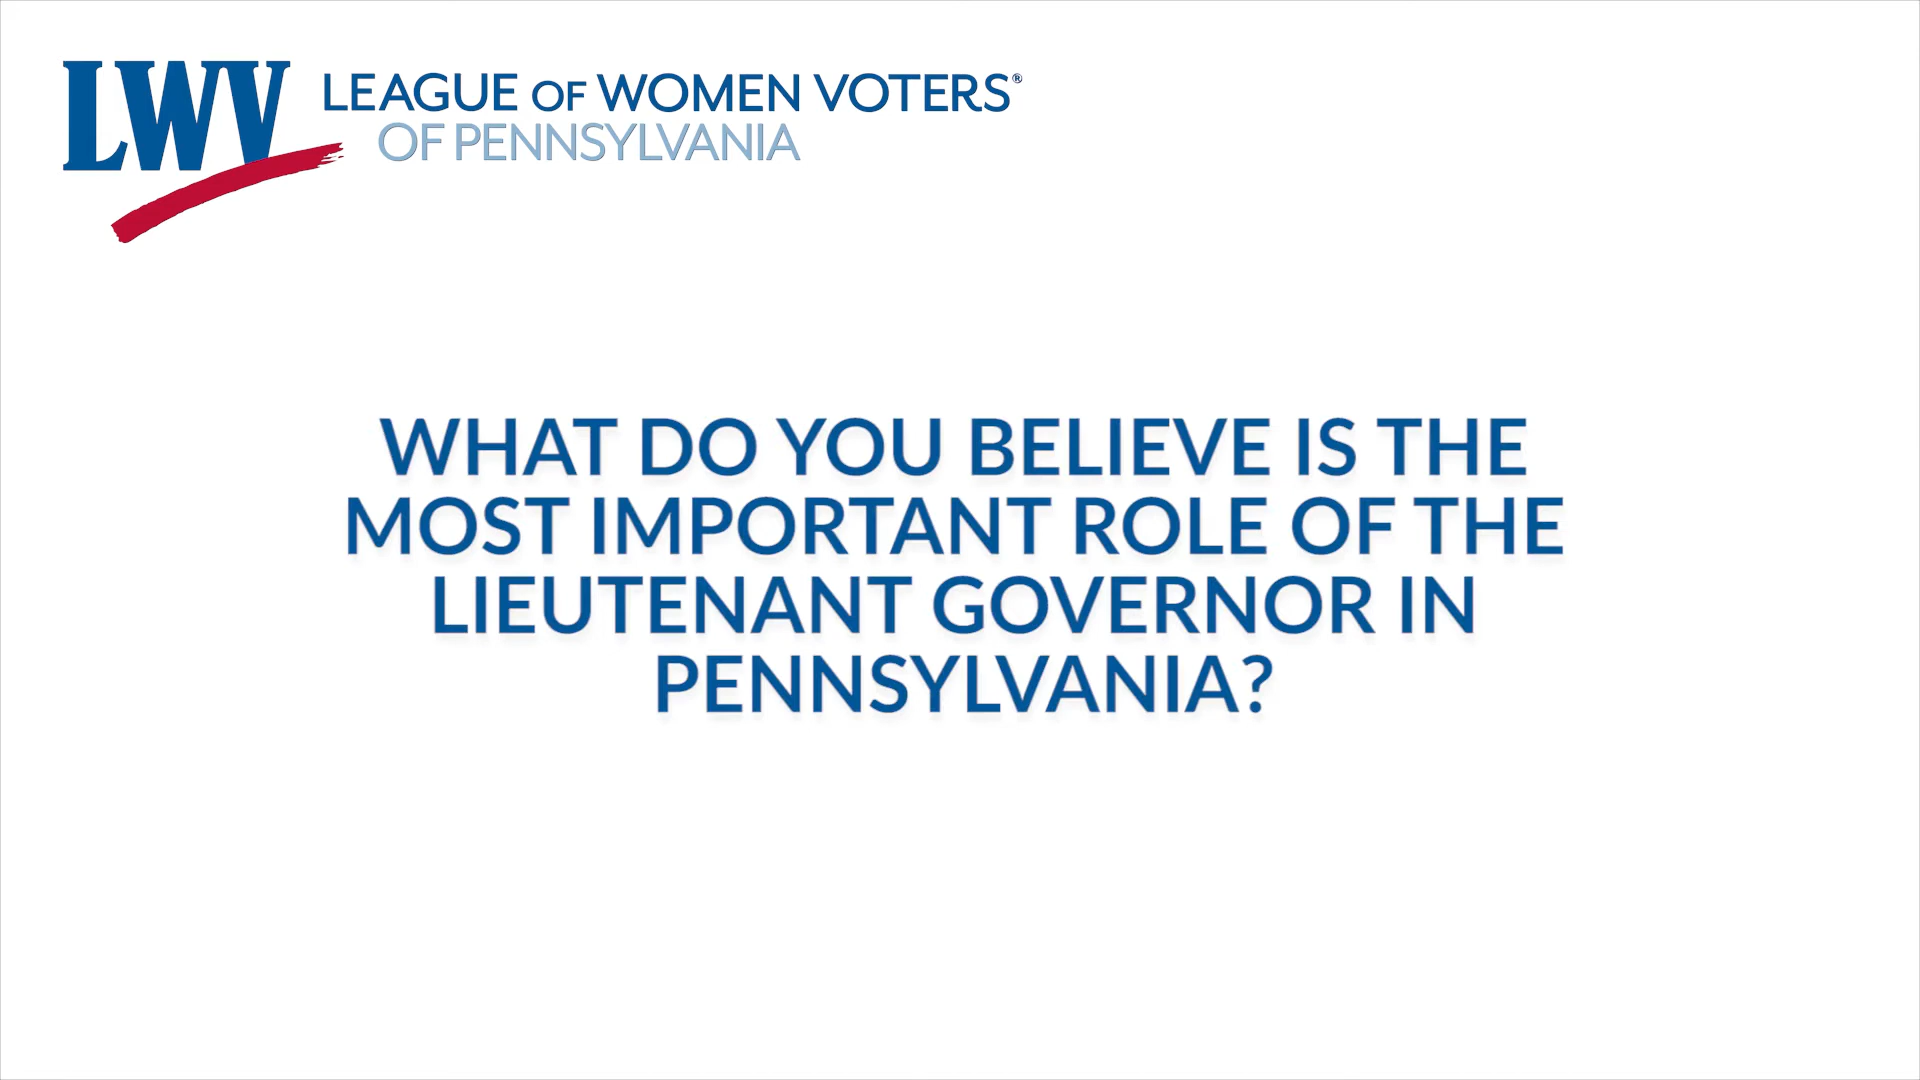 LWV LEAGUE OF WOMEN VOTERS®
OF PENNSYLVANIA
WHAT DO YOU BELIEVE IS THE
MOST IMPORTANT ROLE OF THE
LIEUTENANT GOVERNOR IN
PENNSYLVANIA?